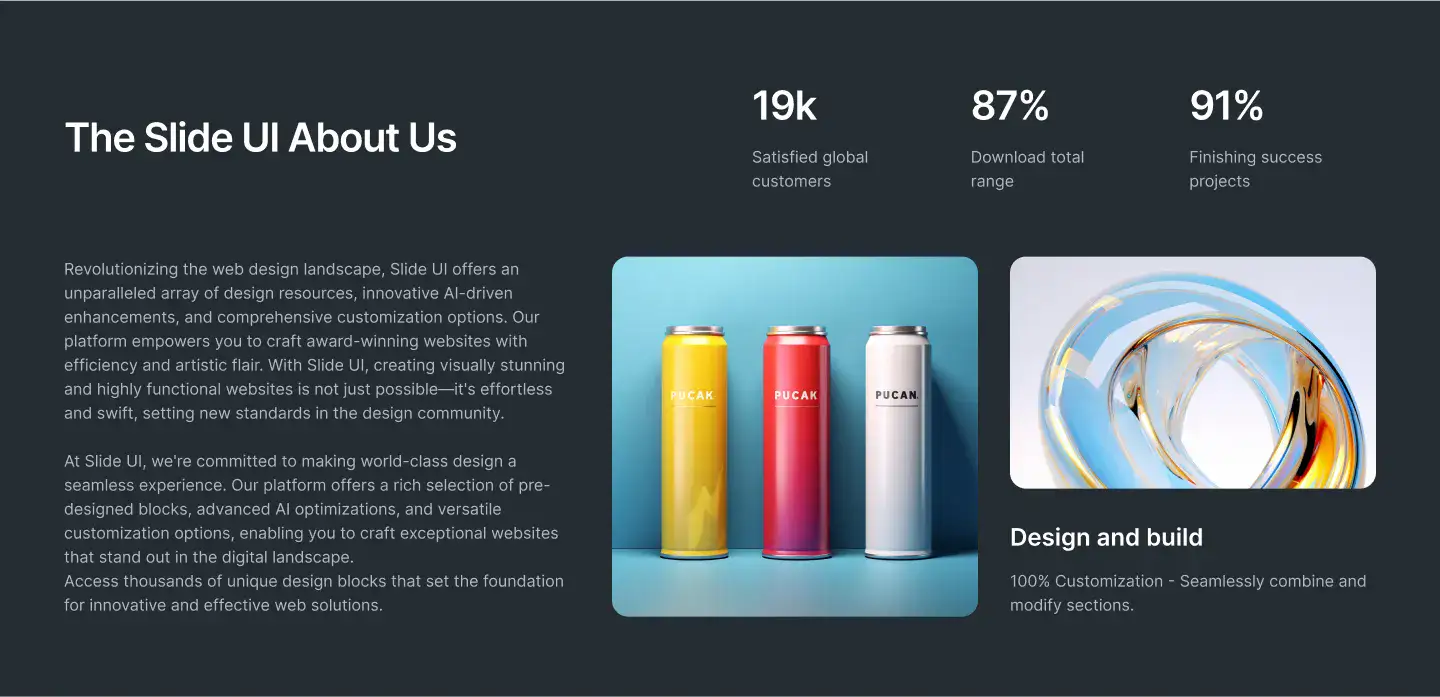 The Slide UI About Us
19k
Satisfied global
customers
87%
Download total
range
91%
Finishing success
projects
Revolutionizing the web design landscape, Slide UI offers an
unparalleled array of design resources, innovative AI-driven
enhancements, and comprehensive customization options. Our
platform empowers you to craft award-winning websites with
efficiency and artistic flair. With Slide UI, creating visually stunning
and highly functional websites is not just possible—it's effortless
and swift, setting new standards in the design community.
At Slide UI, we're committed to making world-class design a
seamless experience. Our platform offers a rich selection of pre-
designed blocks, advanced AI optimizations, and versatile
customization options, enabling you to craft exceptional websites
that stand out in the digital landscape.
Access thousands of unique design blocks that set the foundation
for innovative and effective web solutions.
PUCAK
PUCAK
PUCAN.
Design and build
100% Customization - Seamlessly combine and
modify sections.